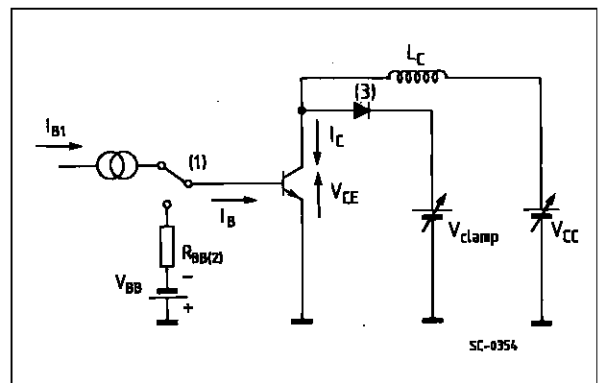 L_C
(3)
I_B1
(1)
I_C
V_CE
I_B
R_BB(2)
V_BB
-
+
V_clamp
V_CC
SC-0354